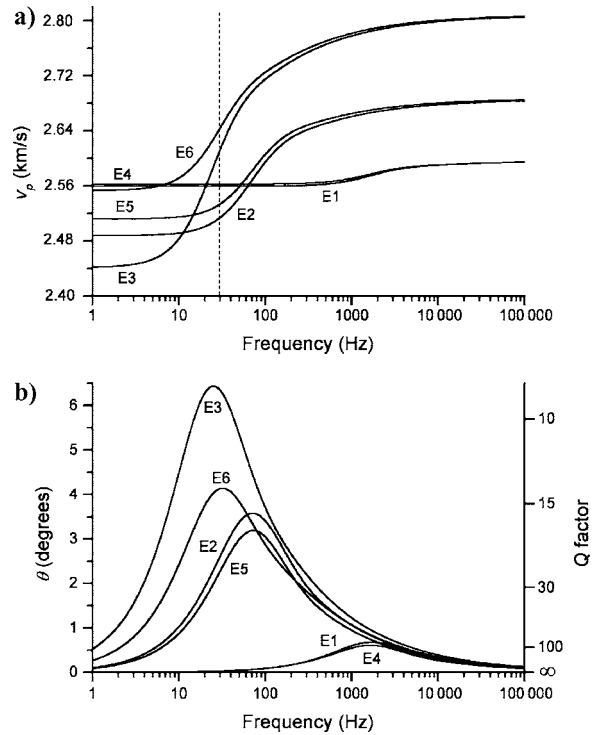 a)
2.80
2.72
2.64
2.56
2.48
2.40
v_p (km/s)
E6
E4
E1
E5
E2
E3
1 10 100 1000 10 000 100 000
Frequency (Hz)
b)
6
5
4
3
2
1
0
θ (degrees)
E3
E6
E2
E5
E1
E4
10
15
30
100
∞
Q factor
1 10 100 1000 10 000 100 000
Frequency (Hz)